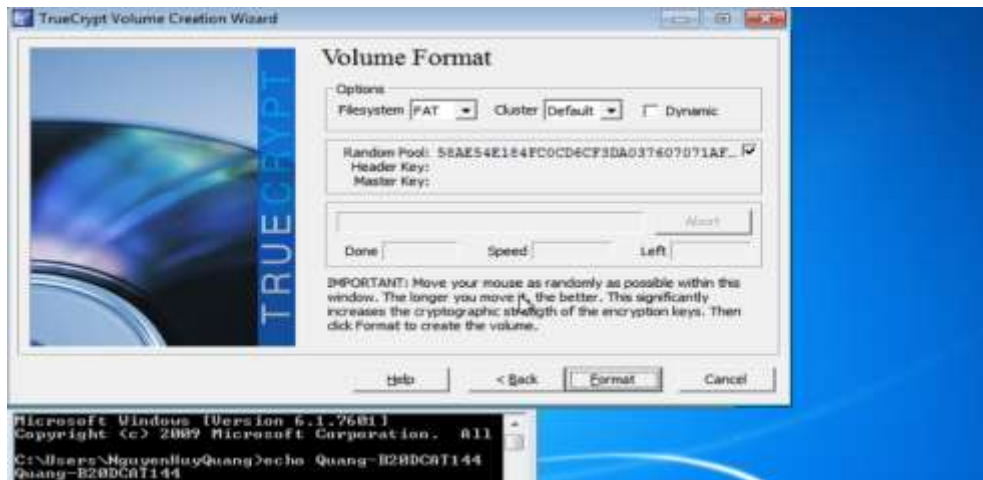 TrueCrypt Volume Creation Wizard
TRUECRYPT
Volume Format
Options
Filesystem FAT Cluster Default Dynamic
Random Pool: 58AE54E184FC0CD6CF3DA037607071AF...
Header Key:
Master Key:
Abort
Done Speed Left
IMPORTANT: Move your mouse as randomly as possible within this
window. The longer you move it, the better. This significantly
increases the cryptographic strength of the encryption keys. Then
click Format to create the volume.
Help < Back Format Cancel
Microsoft Windows [Version 6.1.7601]
Copyright (c) 2009 Microsoft Corporation. All
C:\Users\NguyenHuyQuang>echo Quang-B20DCAT144
Quang-B20DCAT144